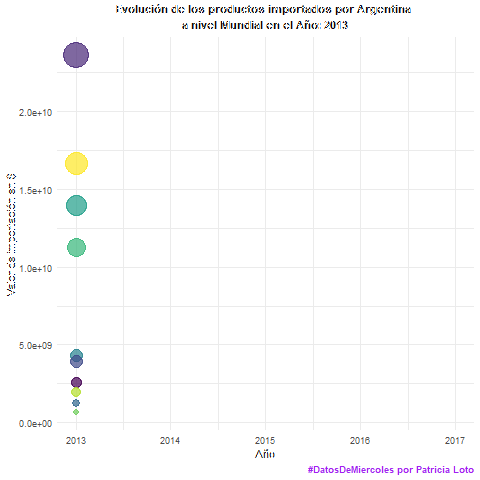 Evolución de los productos importados por Argentina
a nivel Mundial en el Año: 2013
Valor de importación en $
2.0e+10
1.5e+10
1.0e+10
5.0e+09
0.0e+00
2013 2014 2015 2016 2017
Año
#DatosDeMiercoles por Patricia Loto